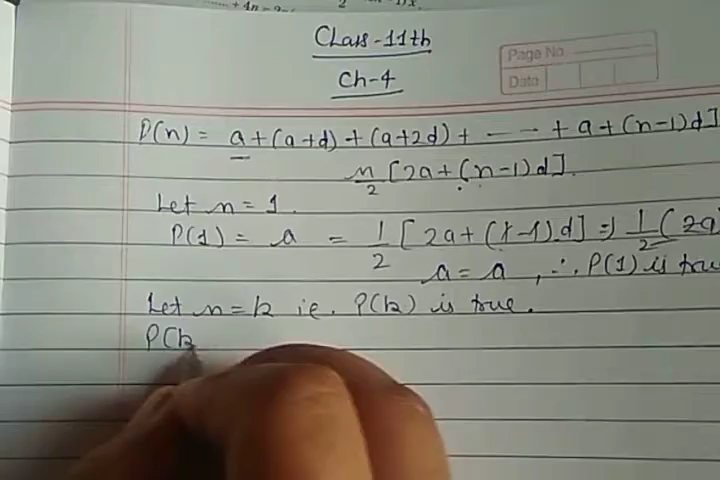 Class-11th
Ch-4
Page No.
Date
P(n) = a+(a+d)+(a+2d)+ - - - + a+(n-1)d]
n/2 [2a+(n-1)d].
Let n = 1.
P(1) = a = 1/2 [2a+(1-1)d] => 1/2 (2a)
a = a , ∴ P(1) is true
Let n = k ie. P(k) is true.
P(k